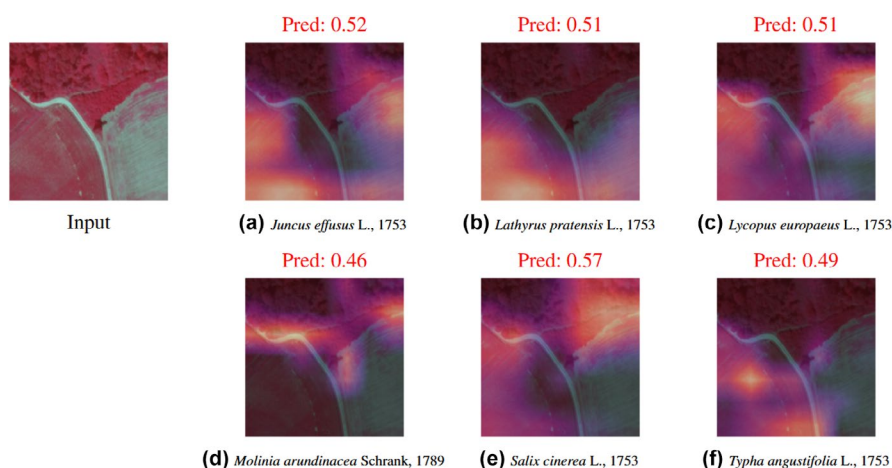 Pred: 0.52 Pred: 0.51 Pred: 0.51
Input
(a) Juncus effusus L., 1753 (b) Lathyrus pratensis L., 1753 (c) Lycopus europaeus L., 1753
Pred: 0.46 Pred: 0.57 Pred: 0.49
(d) Molinia arundinacea Schrank, 1789 (e) Salix cinerea L., 1753 (f) Typha angustifolia L., 1753